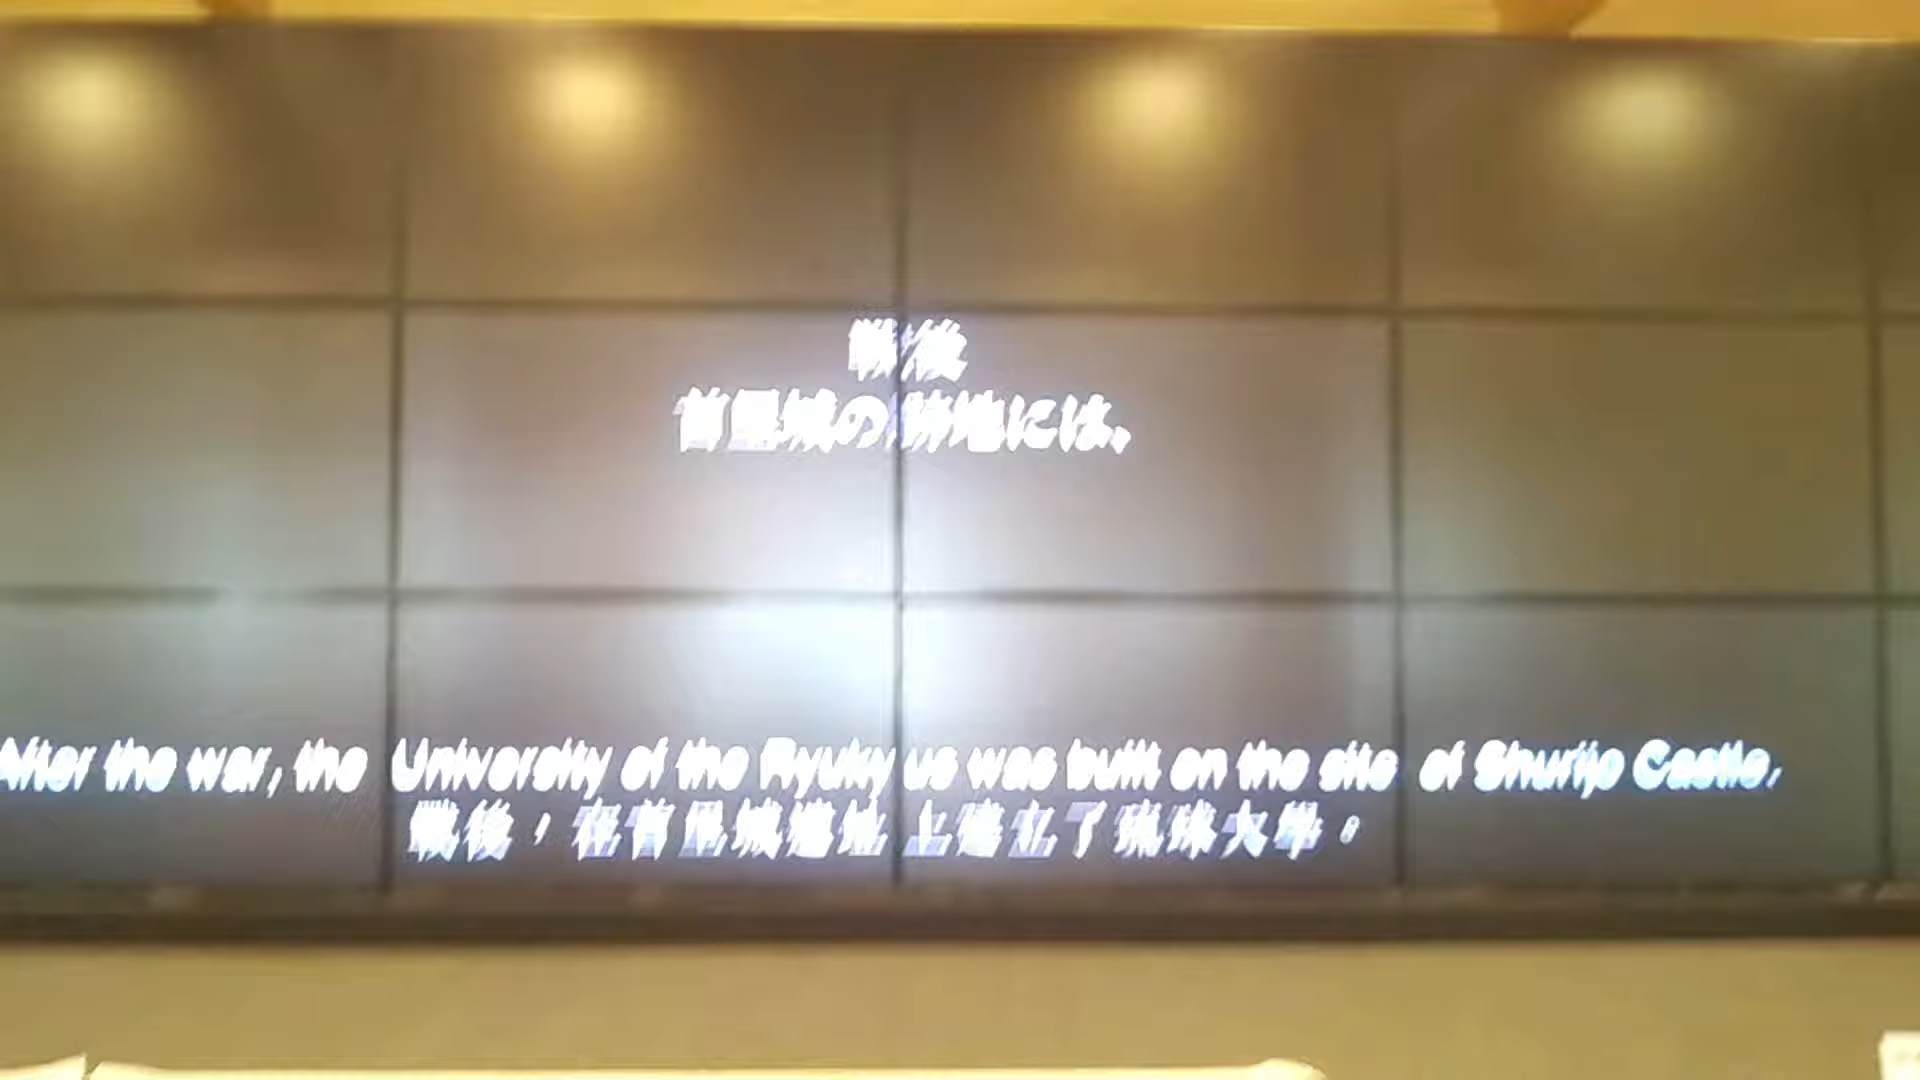 戦後
首里城の跡地には、
After the war, the University of the Ryukyus was built on the site of Shurijo Castle,
戰後，在首里城遺址上建立了琉球大學。